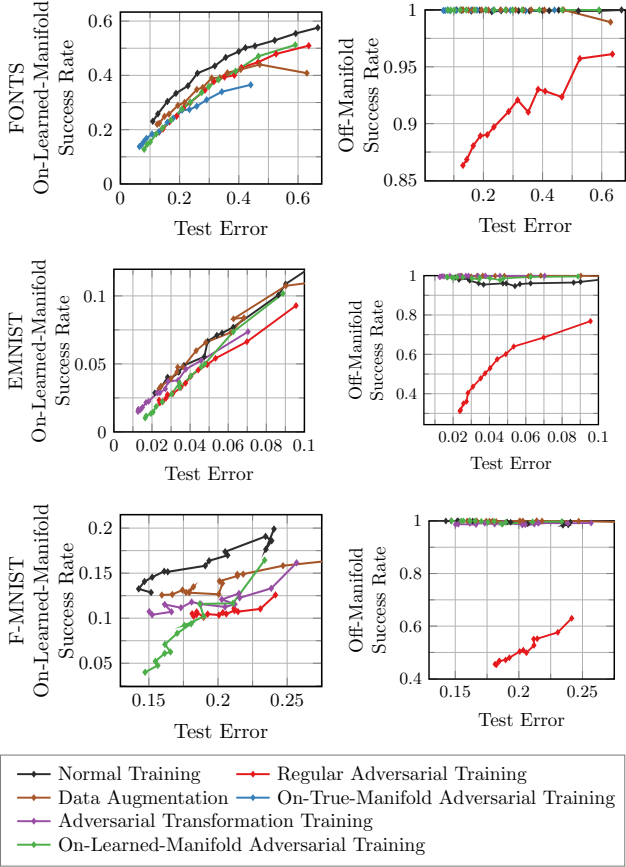 FONTS
On-Learned-Manifold
Success Rate
0.6
0.4
0.2
0
0 0.2 0.4 0.6
Test Error
Off-Manifold
Success Rate
1
0.95
0.9
0.85
0.2 0.4 0.6
Test Error
EMNIST
On-Learned-Manifold
Success Rate
0.1
0.05
0
0 0.02 0.04 0.06 0.08 0.1
Test Error
Off-Manifold
Success Rate
1
0.8
0.6
0.4
0.02 0.04 0.06 0.08 0.1
Test Error
F-MNIST
On-Learned-Manifold
Success Rate
0.2
0.15
0.1
0.05
0.15 0.2 0.25
Test Error
Off-Manifold
Success Rate
1
0.8
0.6
0.4
0.15 0.2 0.25
Test Error
Normal Training Regular Adversarial Training
Data Augmentation On-True-Manifold Adversarial Training
Adversarial Transformation Training
On-Learned-Manifold Adversarial Training